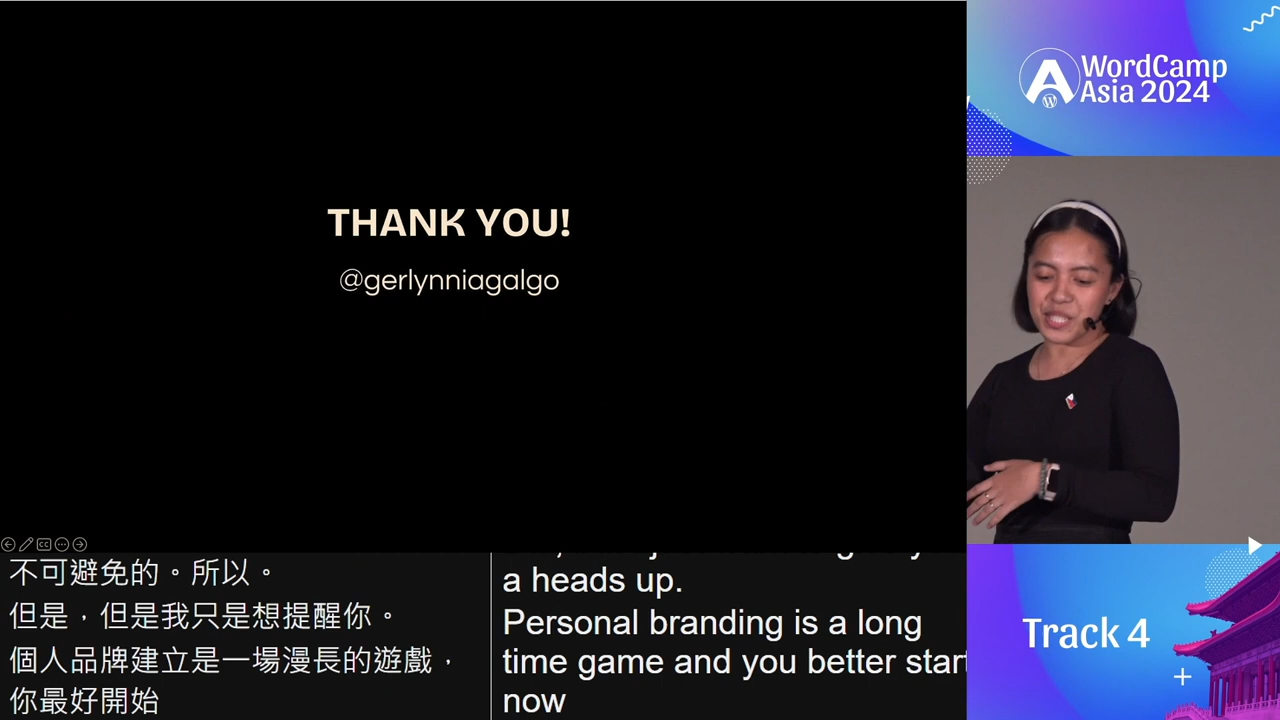 THANK YOU!
@gerlynniagalgo
WordCamp
Asia 2024
不可避免的。所以。
但是，但是我只是想提醒你。
個人品牌建立是一場漫長的遊戲，
你最好開始
a heads up.
Personal branding is a long
time game and you better start
now
Track 4